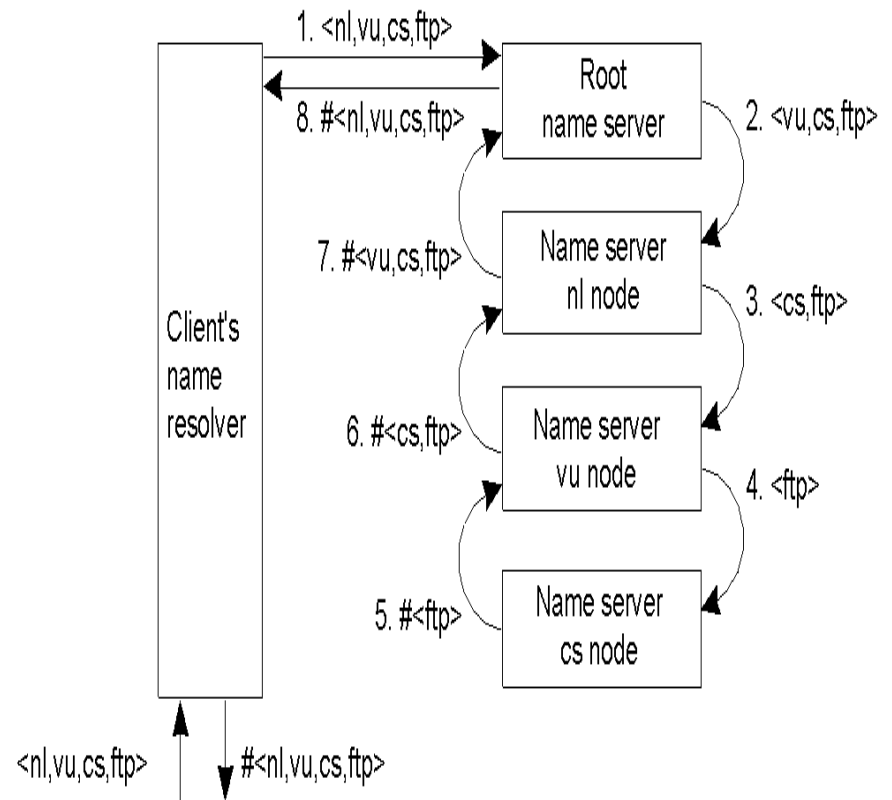 1. <nl,vu,cs,ftp>
Root
name server
8. #<nl,vu,cs,ftp>
2. <vu,cs,ftp>
Name server
nl node
7. #<vu,cs,ftp>
3. <cs,ftp>
Client's
name
resolver
Name server
vu node
6. #<cs,ftp>
4. <ftp>
Name server
cs node
5. #<ftp>
<nl,vu,cs,ftp>
#<nl,vu,cs,ftp>